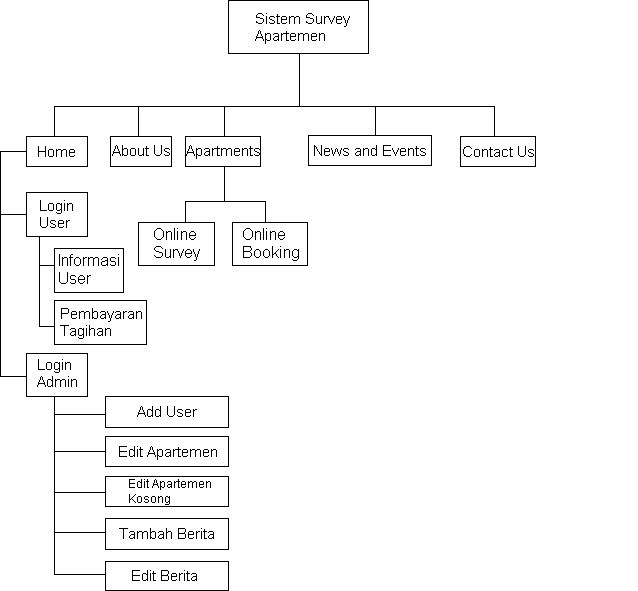 Sistem Survey
Apartemen
Home
About Us
Apartments
News and Events
Contact Us
Login
User
Online
Survey
Online
Booking
Informasi
User
Pembayaran
Tagihan
Login
Admin
Add User
Edit Apartemen
Edit Apartemen
Kosong
Tambah Berita
Edit Berita